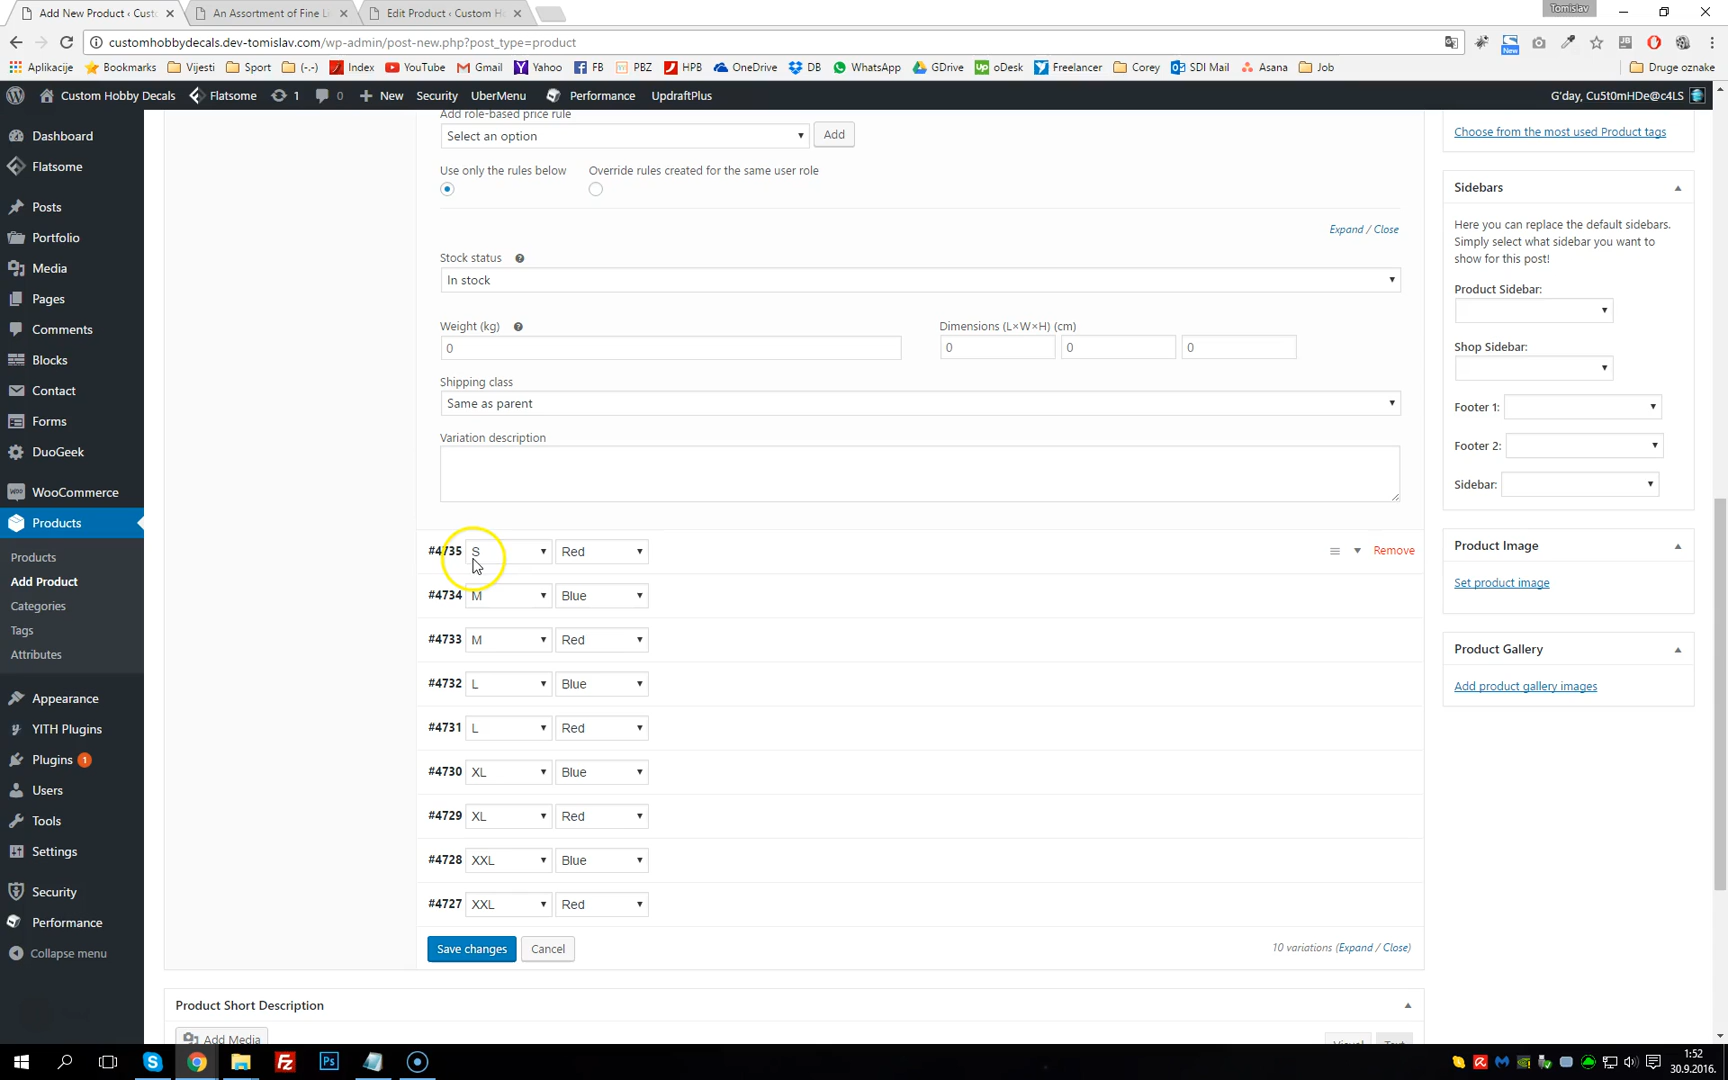 Add New Product ‹ Cust
An Assortment of Fine L
Edit Product ‹ Custom H
Tomislav
customhobbydecals.dev-tomislav.com/wp-admin/post-new.php?post_type=product
New
Aplikacije Bookmarks Vijesti Sport (-.-) Index YouTube Gmail Yahoo FB PBZ HPB OneDrive DB WhatsApp GDrive oDesk Freelancer Corey SDI Mail Asana Job Druge oznake
Custom Hobby Decals Flatsome 1 0 New Security UberMenu Performance UpdraftPlus G'day, Cu5t0mHDe@c4LS
Dashboard
Flatsome
Posts
Portfolio
Media
Pages
Comments
Blocks
Contact
Forms
DuoGeek
WooCommerce
Products
Products
Add Product
Categories
Tags
Attributes
Appearance
YITH Plugins
Plugins 1
Users
Tools
Settings
Security
Performance
Collapse menu
Add role-based price rule
Select an option Add
Use only the rules below Override rules created for the same user role
Expand / Close
Stock status
In stock
Weight (kg) Dimensions (L×W×H) (cm)
0 0 0 0
Shipping class
Same as parent
Variation description
#4735 S Red Remove
#4734 M Blue
#4733 M Red
#4732 L Blue
#4731 L Red
#4730 XL Blue
#4729 XL Red
#4728 XXL Blue
#4727 XXL Red
Save changes Cancel 10 variations (Expand / Close)
Product Short Description
Add Media
Choose from the most used Product tags
Sidebars
Here you can replace the default sidebars.
Simply select what sidebar you want to
show for this post!
Product Sidebar:
Shop Sidebar:
Footer 1:
Footer 2:
Sidebar:
Product Image
Set product image
Product Gallery
Add product gallery images
1:52
30.9.2016.